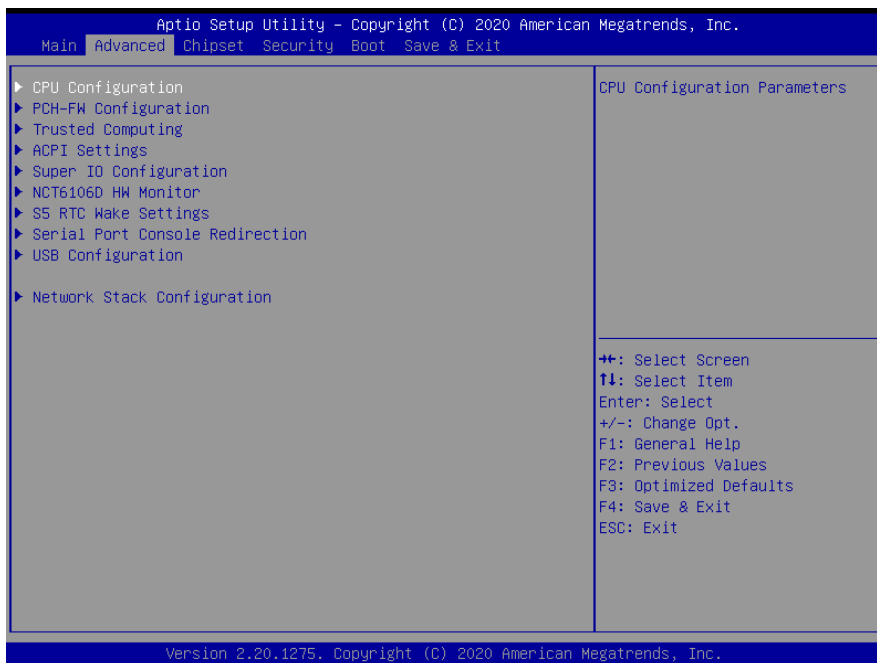 Aptio Setup Utility – Copyright (C) 2020 American Megatrends, Inc.
Main Advanced Chipset Security Boot Save & Exit
▶ CPU Configuration
▶ PCH-FW Configuration
▶ Trusted Computing
▶ ACPI Settings
▶ Super IO Configuration
▶ NCT6106D HW Monitor
▶ S5 RTC Wake Settings
▶ Serial Port Console Redirection
▶ USB Configuration
▶ Network Stack Configuration
CPU Configuration Parameters
→←: Select Screen
↑↓: Select Item
Enter: Select
+/-: Change Opt.
F1: General Help
F2: Previous Values
F3: Optimized Defaults
F4: Save & Exit
ESC: Exit
Version 2.20.1275. Copyright (C) 2020 American Megatrends, Inc.